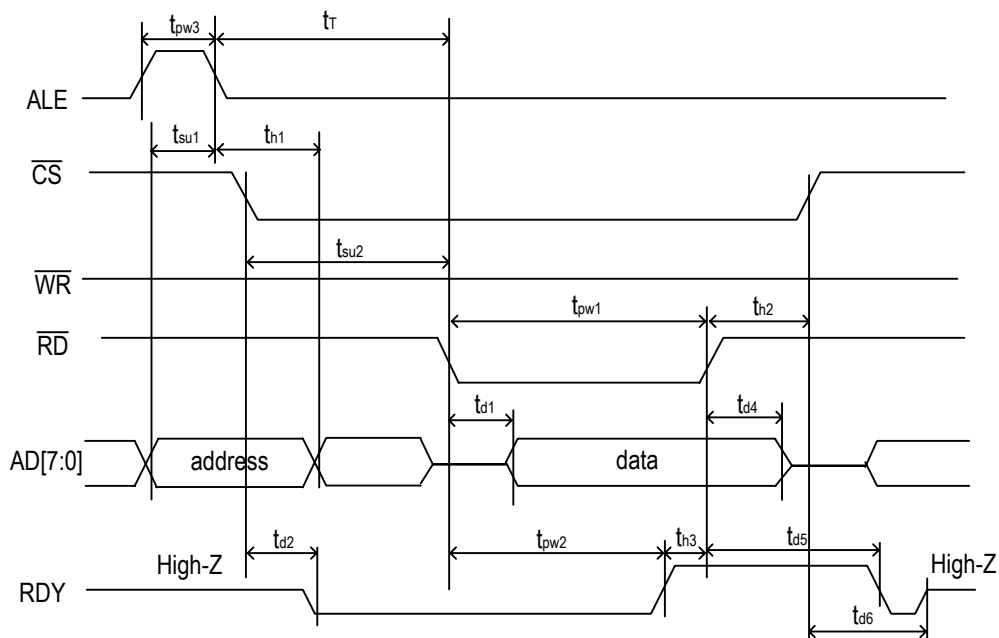 tpw3
tT
ALE
tsu1
th1
CS
tsu2
WR
tpw1
th2
RD
td1
td4
AD[7:0]
address
data
td2
tpw2
th3
td5
High-Z
High-Z
RDY
td6